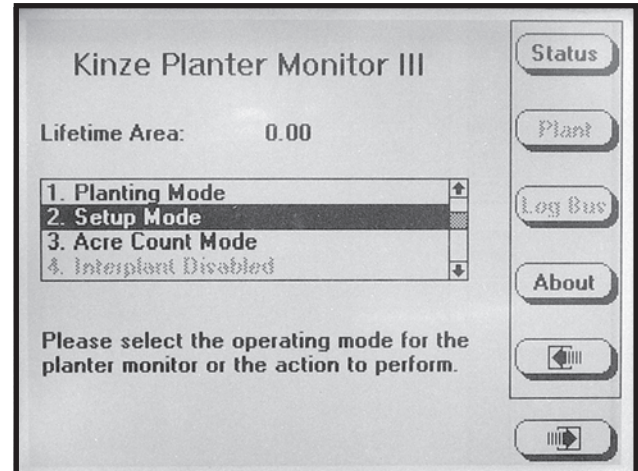 Kinze Planter Monitor III
Lifetime Area: 0.00
1. Planting Mode
2. Setup Mode
3. Acre Count Mode
4. Interplant Disabled
Please select the operating mode for the
planter monitor or the action to perform.
Status
Plant
Log Bus
About